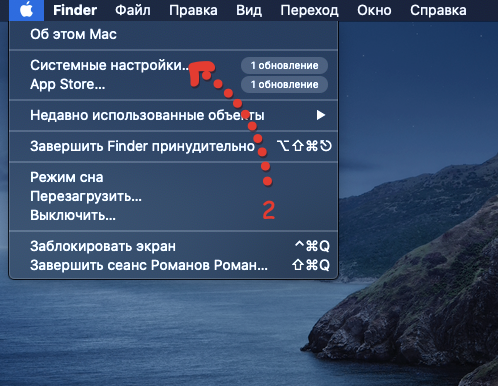 Finder Файл Правка Вид Переход Окно Справка
Об этом Mac
Системные настройки... 1 обновление
App Store... 1 обновление
Недавно использованные объекты
Завершить Finder принудительно ⌥⇧⌘⎋
Режим сна
Перезагрузить...
Выключить...
2
Заблокировать экран ^⌘Q
Завершить сеанс Романов Роман... ⇧⌘Q